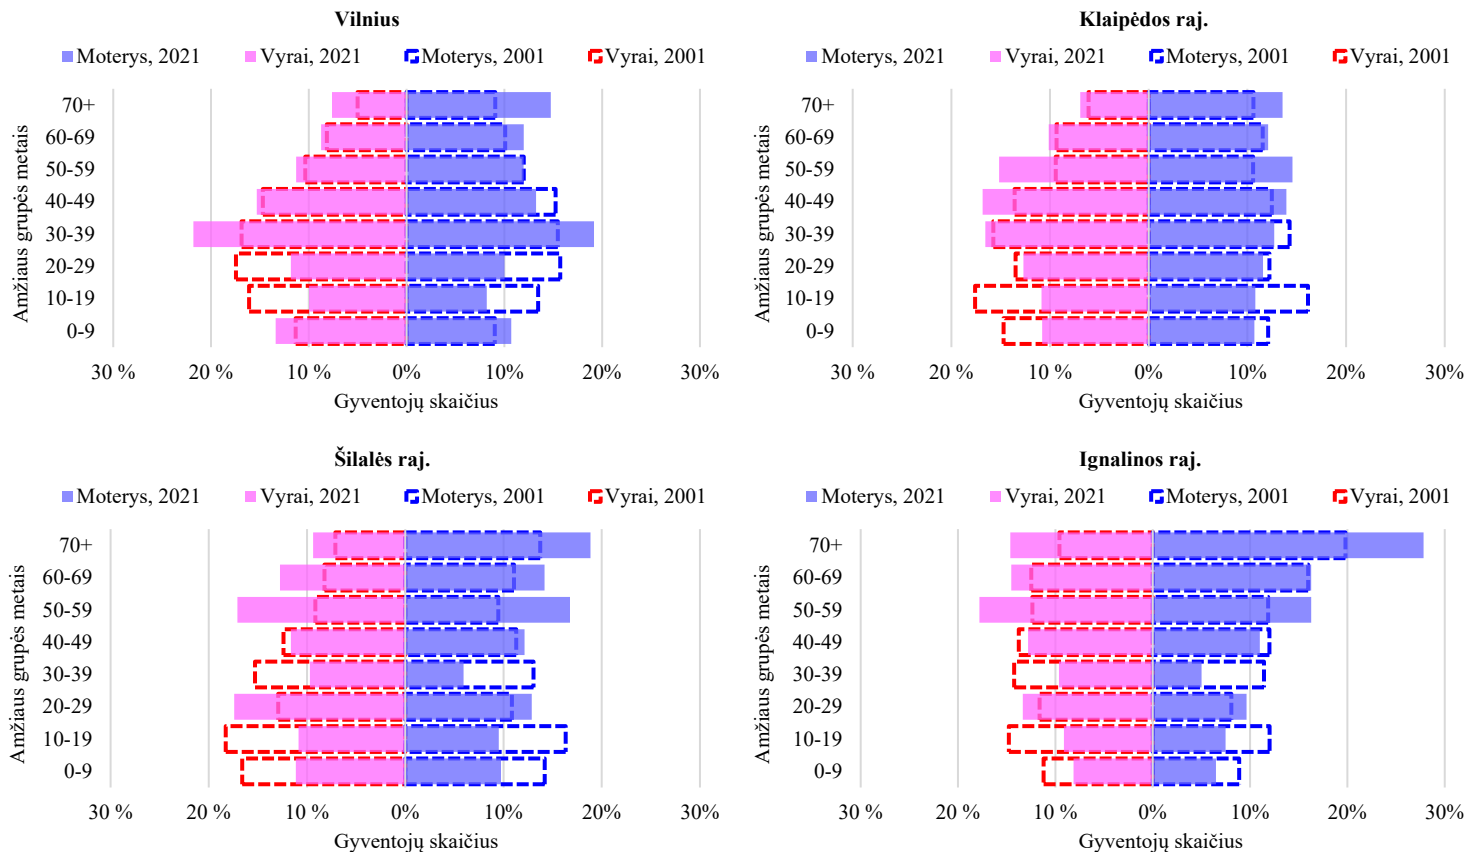 Vilnius
Moterys, 2021 Vyrai, 2021 Moterys, 2001 Vyrai, 2001
Amžiaus grupės metais
70+
60-69
50-59
40-49
30-39
20-29
10-19
0-9
30 % 20 % 10 % 0% 10% 20% 30%
Gyventojų skaičius
Klaipėdos raj.
Moterys, 2021 Vyrai, 2021 Moterys, 2001 Vyrai, 2001
Amžiaus grupės metais
70+
60-69
50-59
40-49
30-39
20-29
10-19
0-9
30 % 20 % 10 % 0% 10% 20% 30%
Gyventojų skaičius
Šilalės raj.
Moterys, 2021 Vyrai, 2021 Moterys, 2001 Vyrai, 2001
Amžiaus grupės metais
70+
60-69
50-59
40-49
30-39
20-29
10-19
0-9
30 % 20 % 10 % 0% 10% 20% 30%
Gyventojų skaičius
Ignalinos raj.
Moterys, 2021 Vyrai, 2021 Moterys, 2001 Vyrai, 2001
Amžiaus grupės metais
70+
60-69
50-59
40-49
30-39
20-29
10-19
0-9
30 % 20 % 10 % 0% 10% 20% 30%
Gyventojų skaičius